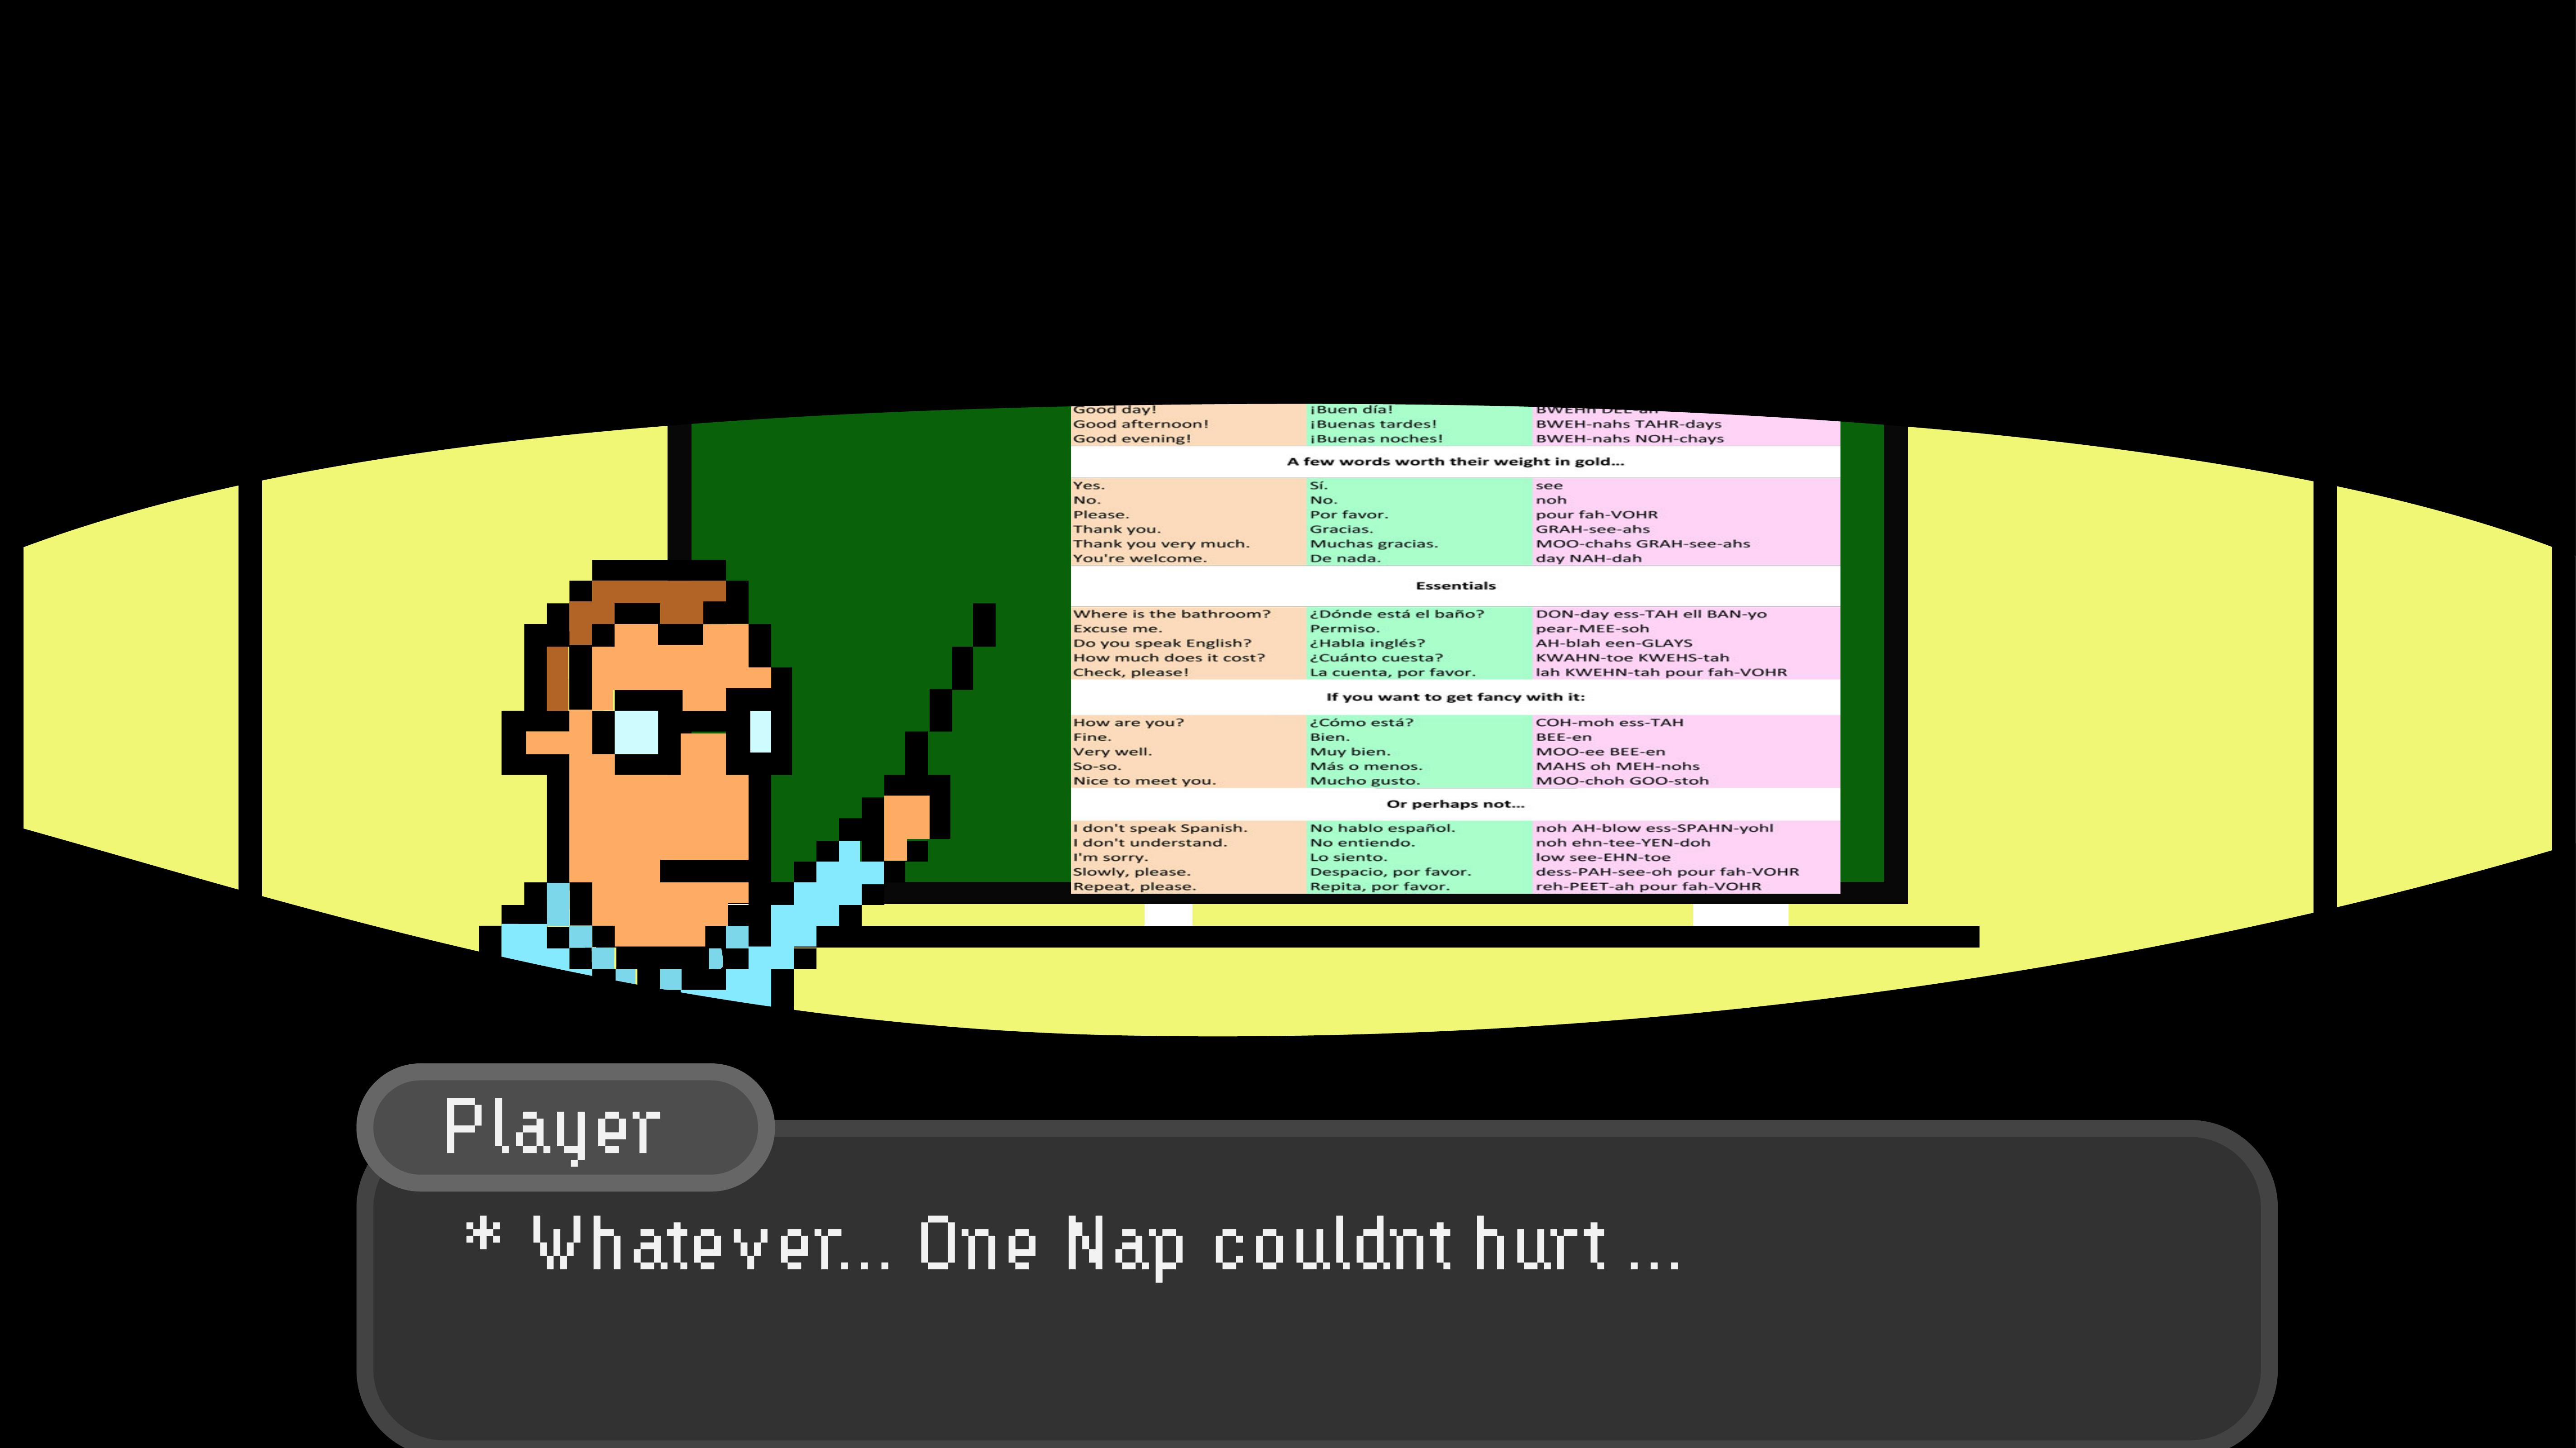 Good day! ¡Buen día! BWEHn DEE-ah
Good afternoon! ¡Buenas tardes! BWEH-nahs TAHR-days
Good evening! ¡Buenas noches! BWEH-nahs NOH-chays
A few words worth their weight in gold...
Yes. Sí. see
No. No. noh
Please. Por favor. pour fah-VOHR
Thank you. Gracias. GRAH-see-ahs
Thank you very much. Muchas gracias. MOO-chahs GRAH-see-ahs
You're welcome. De nada. day NAH-dah
Essentials
Where is the bathroom? ¿Dónde está el baño? DON-day ess-TAH ell BAN-yo
Excuse me. Permiso. pear-MEE-soh
Do you speak English? ¿Habla inglés? AH-blah een-GLAYS
How much does it cost? ¿Cuánto cuesta? KWAHN-toe KWEHS-tah
Check, please! La cuenta, por favor. lah KWEHN-tah pour fah-VOHR
If you want to get fancy with it:
How are you? ¿Cómo está? COH-moh ess-TAH
Fine. Bien. BEE-en
Very well. Muy bien. MOO-ee BEE-en
So-so. Más o menos. MAHS oh MEH-nohs
Nice to meet you. Mucho gusto. MOO-choh GOO-stoh
Or perhaps not...
I don't speak Spanish. No hablo español. noh AH-blow ess-SPAHN-yohl
I don't understand. No entiendo. noh ehn-tee-YEN-doh
I'm sorry. Lo siento. low see-EHN-toe
Slowly, please. Despacio, por favor. dess-PAH-see-oh pour fah-VOHR
Repeat, please. Repita, por favor. reh-PEET-ah pour fah-VOHR
Player
* Whatever... One Nap couldnt hurt ...